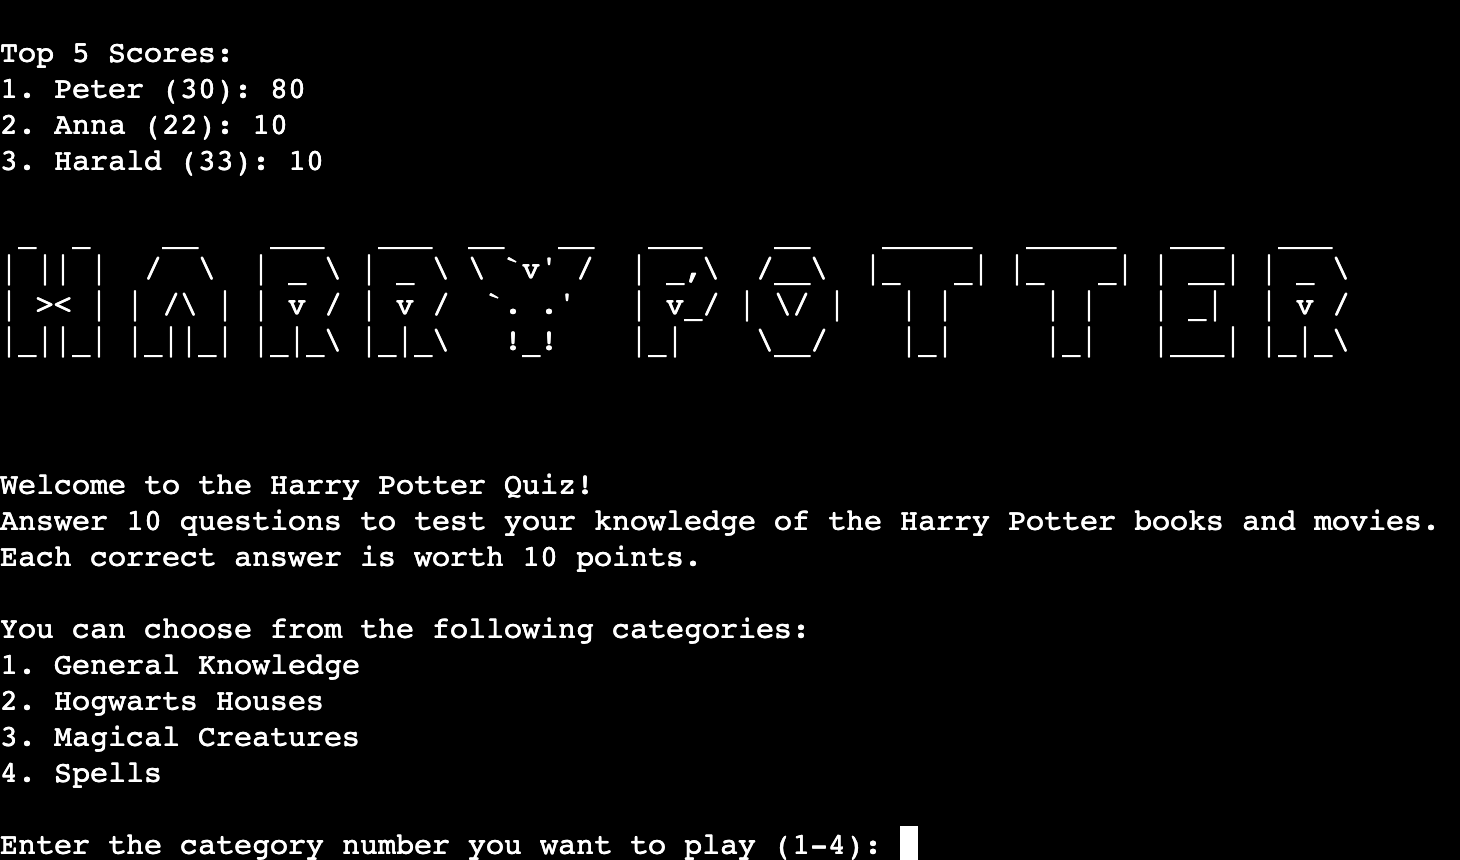 Top 5 Scores:
1. Peter (30): 80
2. Anna (22): 10
3. Harald (33): 10
HARRY POTTER
Welcome to the Harry Potter Quiz!
Answer 10 questions to test your knowledge of the Harry Potter books and movies.
Each correct answer is worth 10 points.
You can choose from the following categories:
1. General Knowledge
2. Hogwarts Houses
3. Magical Creatures
4. Spells
Enter the category number you want to play (1-4):